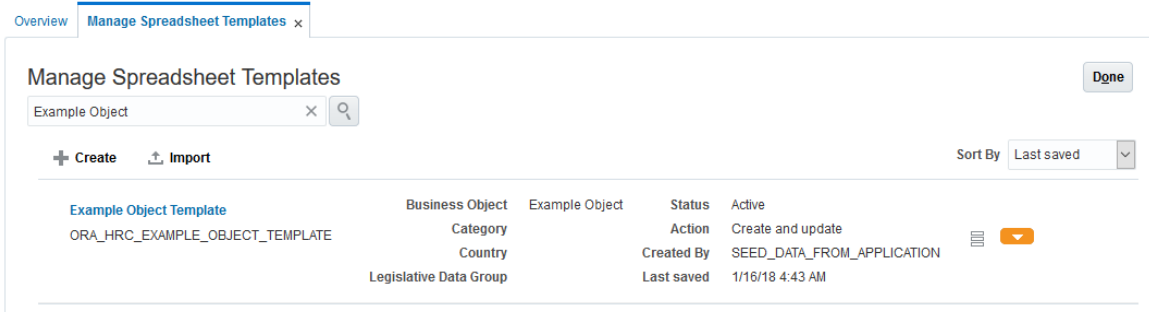 Overview Manage Spreadsheet Templates x
Manage Spreadsheet Templates Done
Example Object
Create Import Sort By Last saved
Example Object Template Business Object Example Object Status Active
ORA_HRC_EXAMPLE_OBJECT_TEMPLATE Category Action Create and update
Country Created By SEED_DATA_FROM_APPLICATION
Legislative Data Group Last saved 1/16/18 4:43 AM